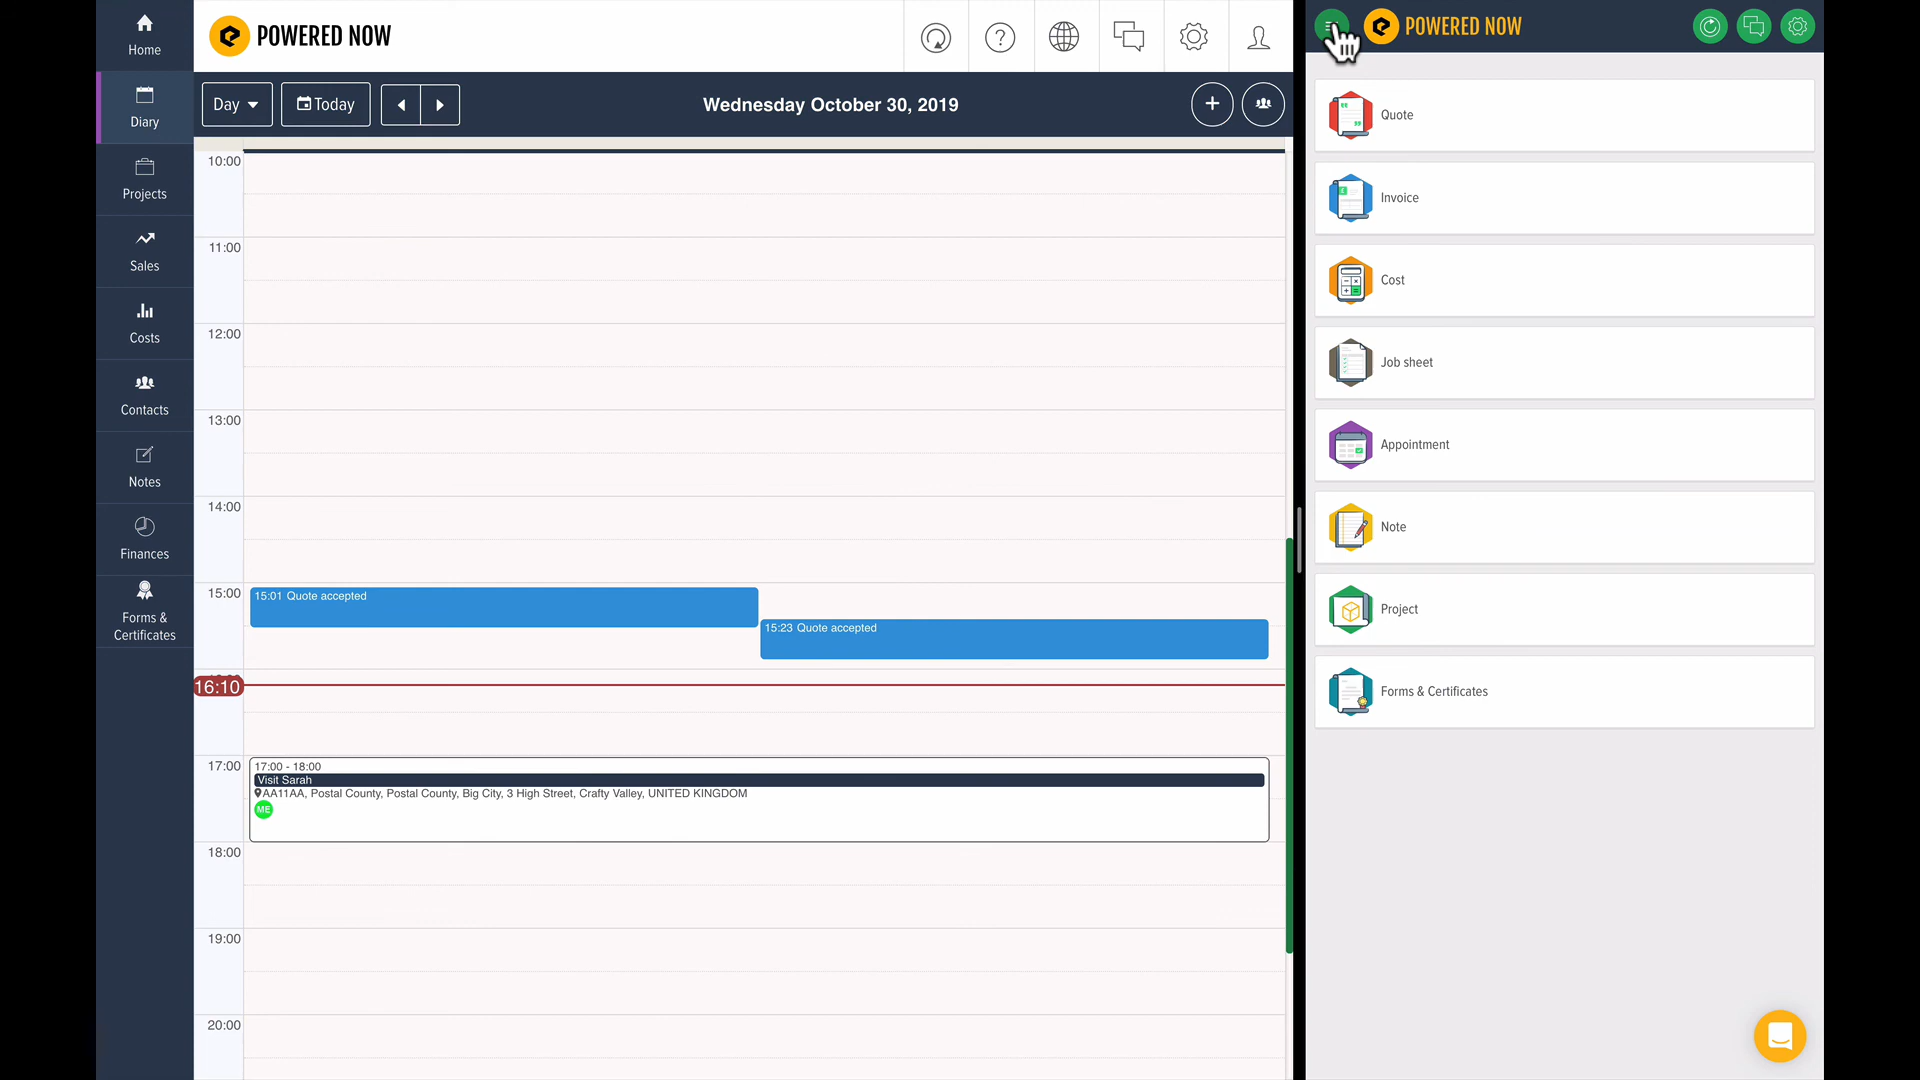 Home
Diary
Projects
Sales
Costs
Contacts
Notes
Finances
Forms &
Certificates
POWERED NOW
?
Day
Today
Wednesday October 30, 2019
+
10:00
11:00
12:00
13:00
14:00
15:00
15:01 Quote accepted
15:23 Quote accepted
16:10
17:00
17:00 - 18:00
Visit Sarah
AA11AA, Postal County, Postal County, Big City, 3 High Street, Crafty Valley, UNITED KINGDOM
ME
18:00
19:00
20:00
POWERED NOW
Quote
Invoice
Cost
Job sheet
Appointment
Note
Project
Forms & Certificates